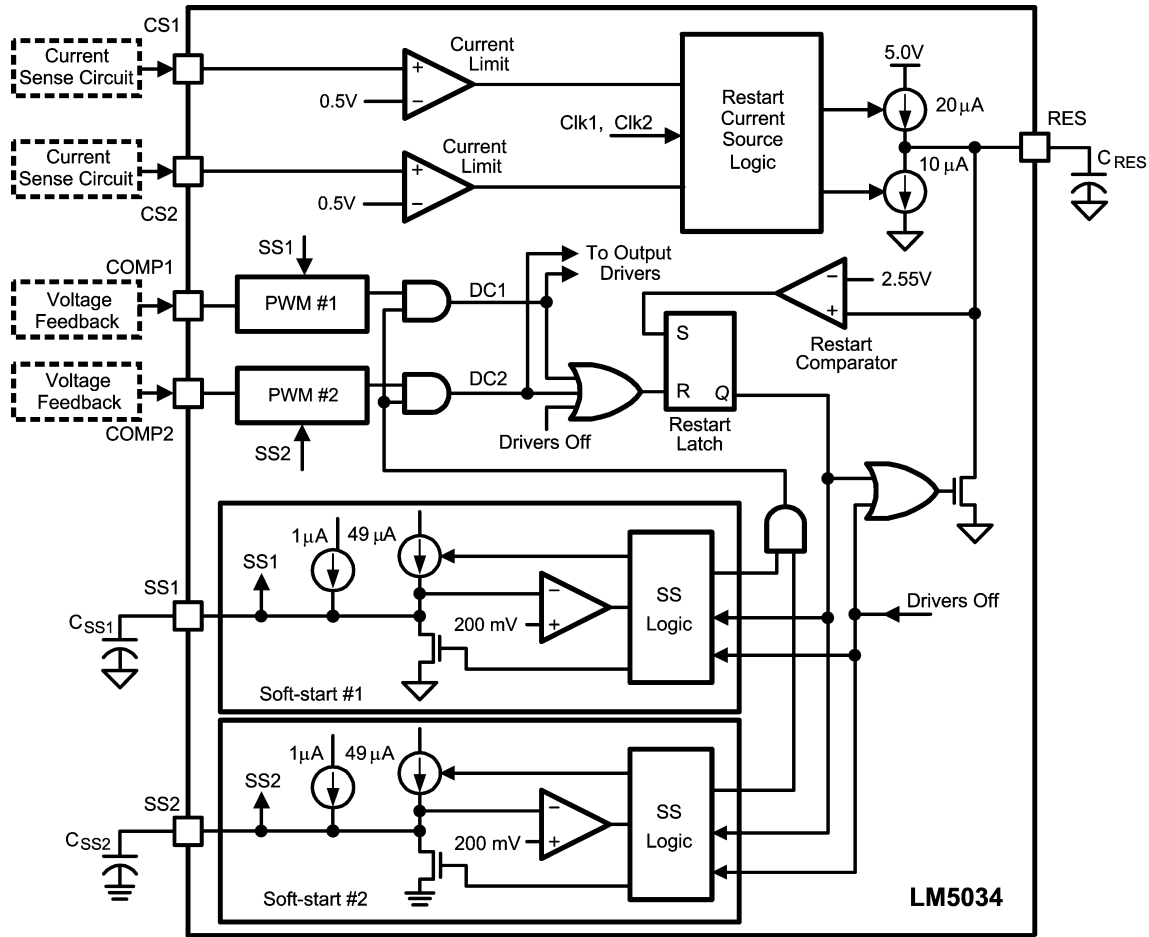 CS1
Current
Sense Circuit
Current
Limit
+
0.5V
−
5.0V
20 µA
Restart
Current
Source
Logic
Clk1, Clk2
RES
C RES
10 µA
Current
Sense Circuit
CS2
Current
Limit
+
0.5V
−
SS1
To Output
Drivers
COMP1
Voltage
Feedback
PWM #1
DC1
−
2.55V
+
Restart
Comparator
S
R
Q
Restart
Latch
Voltage
Feedback
PWM #2
DC2
COMP2
SS2
Drivers Off
1µA
49 µA
SS1
SS1
C SS1
−
200 mV
+
SS
Logic
Drivers Off
Soft-start #1
1µA
49 µA
SS2
SS2
C SS2
−
200 mV
+
SS
Logic
Soft-start #2
LM5034